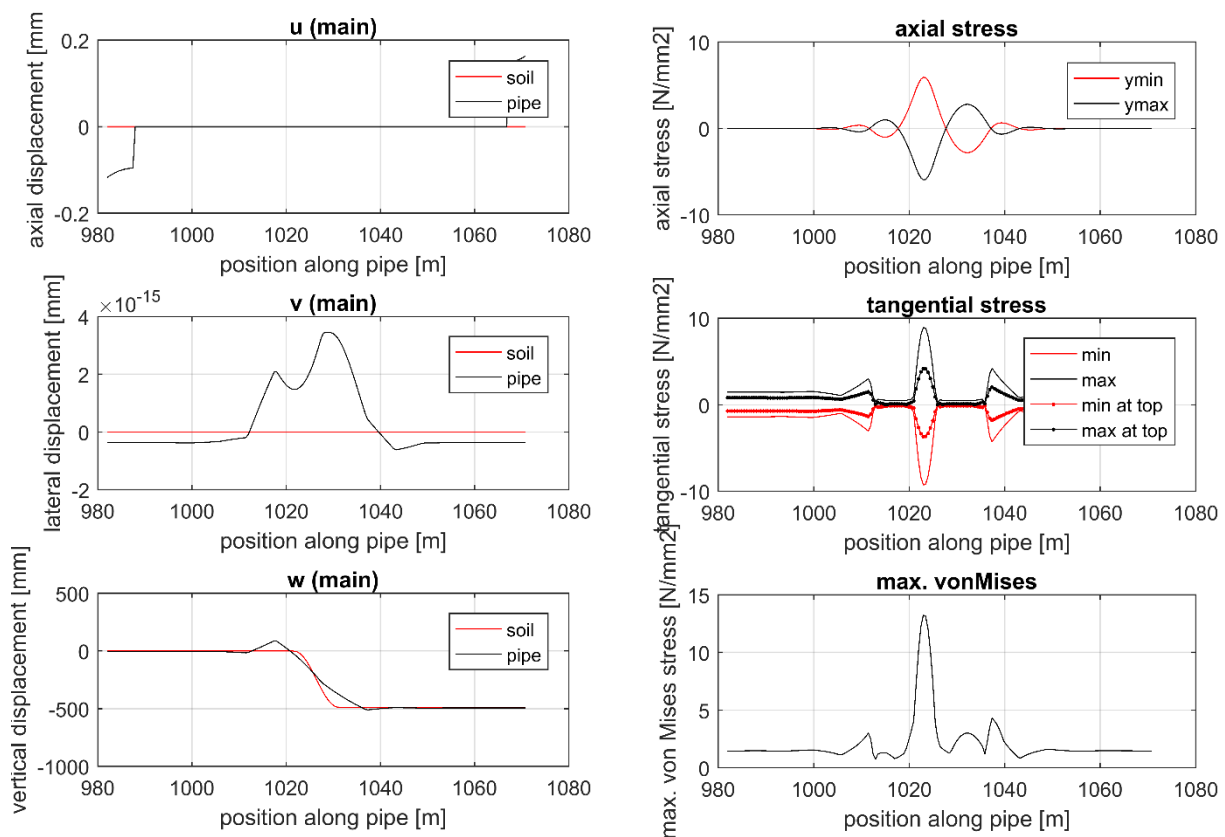 u (main)
axial displacement [mm
0.2
0
-0.2
soil
pipe
980
1000
1020
1040
1060
1080
position along pipe [m]
axial stress
axial stress [N/mm2]
10
0
-10
ymin
ymax
980
1000
1020
1040
1060
1080
position along pipe [m]
×10-15
v (main)
lateral displacement [mm]
4
2
0
-2
soil
pipe
980
1000
1020
1040
1060
1080
position along pipe [m]
tangential stress
tangential stress [N/mm2]
10
0
-10
min
max
min at top
max at top
980
1000
1020
1040
1060
1080
position along pipe [m]
w (main)
vertical displacement [mm]
500
0
-500
-1000
soil
pipe
980
1000
1020
1040
1060
1080
position along pipe [m]
max. vonMises
max. von Mises stress [N/mm2]
15
10
5
0
980
1000
1020
1040
1060
1080
position along pipe [m]